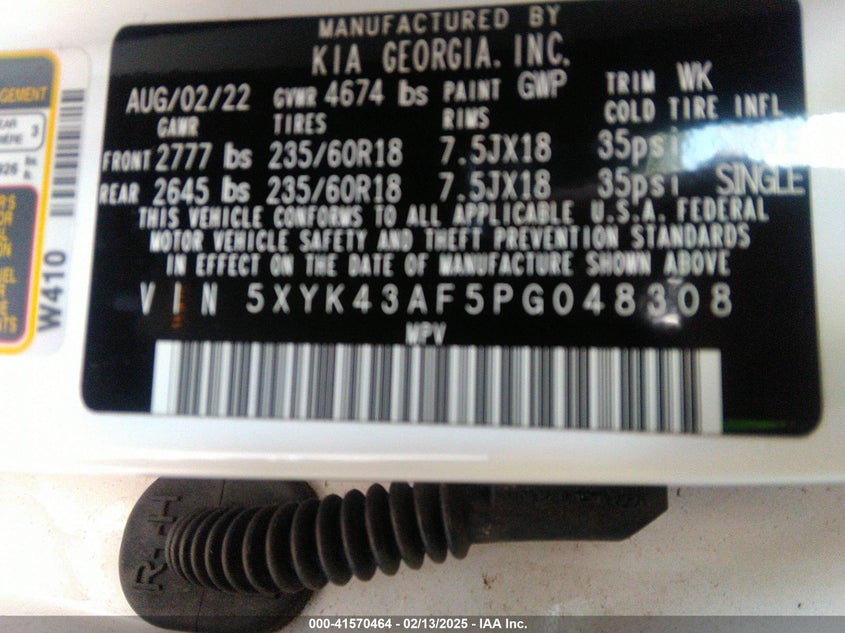 MANUFACTURED BY
KIA GEORGIA. INC.
AUG/02/22 GVWR 4674 lbs PAINT GWP TRIM WK
GAWR TIRES RIMS COLD TIRE INFL
FRONT 2777 lbs 235/60R18 7.5JX18 35psi
REAR 2645 lbs 235/60R18 7.5JX18 35psi SINGLE
THIS VEHICLE CONFORMS TO ALL APPLICABLE U.S.A. FEDERAL
MOTOR VEHICLE SAFETY AND THEFT PREVENTION STANDARDS
IN EFFECT ON THE DATE OF MANUFACTURE SHOWN ABOVE
VIN 5XYK43AF5PG048308
MPV
W410
3
R-H
000-41570464 - 02/13/2025 - IAA Inc.